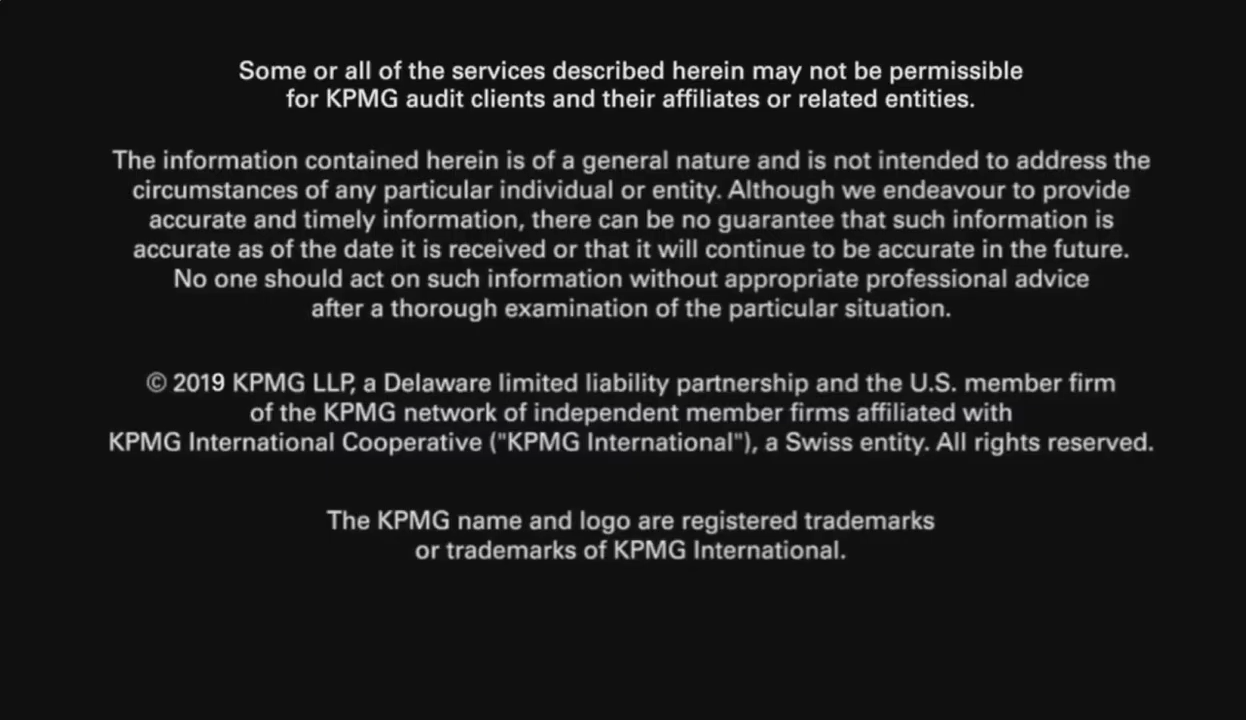 Some or all of the services described herein may not be permissible
for KPMG audit clients and their affiliates or related entities.
The information contained herein is of a general nature and is not intended to address the
circumstances of any particular individual or entity. Although we endeavour to provide
accurate and timely information, there can be no guarantee that such information is
accurate as of the date it is received or that it will continue to be accurate in the future.
No one should act on such information without appropriate professional advice
after a thorough examination of the particular situation.
© 2019 KPMG LLP, a Delaware limited liability partnership and the U.S. member firm
of the KPMG network of independent member firms affiliated with
KPMG International Cooperative ("KPMG International"), a Swiss entity. All rights reserved.
The KPMG name and logo are registered trademarks
or trademarks of KPMG International.